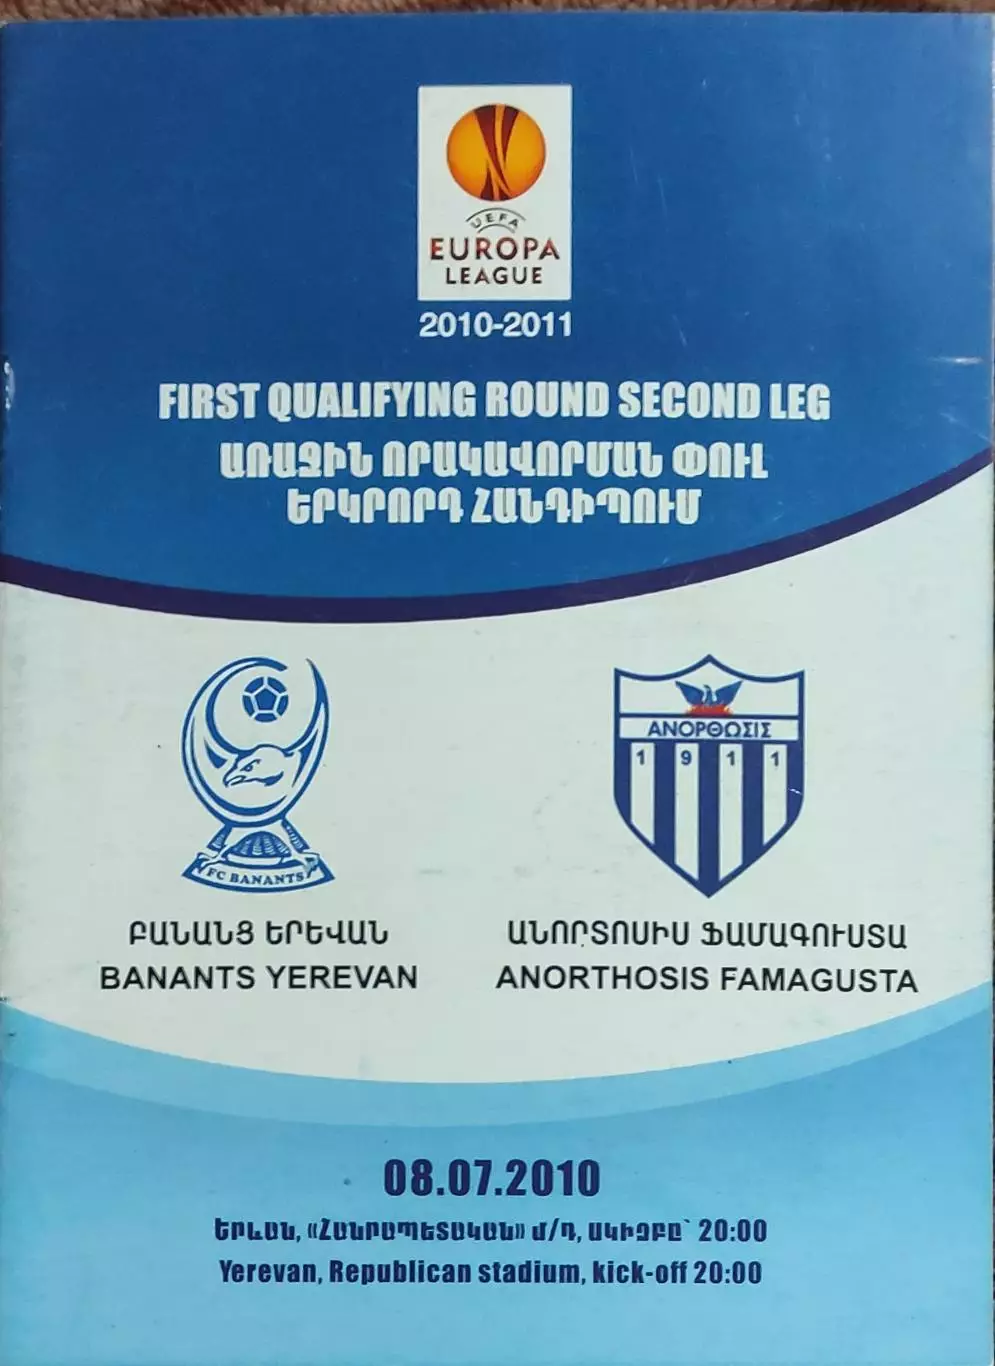 UEFA
EUROPA
LEAGUE
2010-2011
FIRST QUALIFYING ROUND SECOND LEG
ԱՌԱՋԻՆ ՈՐԱԿԱՎՈՐՄԱՆ ՓՈՒԼ
ԵՐԿՐՈՐԴ ՀԱՆԴԻՊՈՒՄ
FC BANANTS
ΑΝΟΡΘΩΣΙΣ
1 9 1 1
ԲԱՆԱՆՑ ԵՐԵՎԱՆ
BANANTS YEREVAN
ԱՆՈՐՏՈՍԻՍ ՖԱՄԱԳՈՒՍՏԱ
ANORTHOSIS FAMAGUSTA
08.07.2010
Երևան, «Հանրապետական» մ/դ, սկիզբը՝ 20:00
Yerevan, Republican stadium, kick-off 20:00